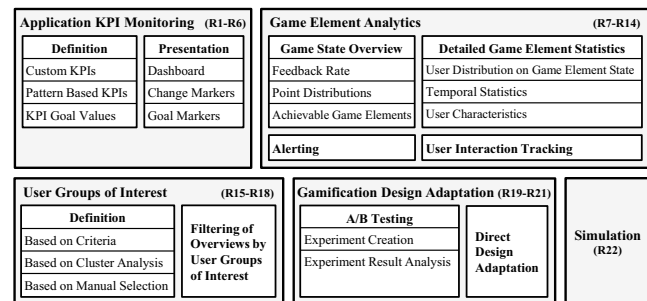 Application KPI Monitoring (R1-R6)
Definition
Custom KPIs
Pattern Based KPIs
KPI Goal Values
Presentation
Dashboard
Change Markers
Goal Markers
Game Element Analytics (R7-R14)
Game State Overview
Feedback Rate
Point Distributions
Achievable Game Elements
Detailed Game Element Statistics
User Distribution on Game Element State
Temporal Statistics
User Characteristics
Alerting
User Interaction Tracking
User Groups of Interest (R15-R18)
Definition
Based on Criteria
Based on Cluster Analysis
Based on Manual Selection
Filtering of
Overviews by
User Groups
of Interest
Gamification Design Adaptation (R19-R21)
A/B Testing
Experiment Creation
Experiment Result Analysis
Direct
Design
Adaptation
Simulation
(R22)